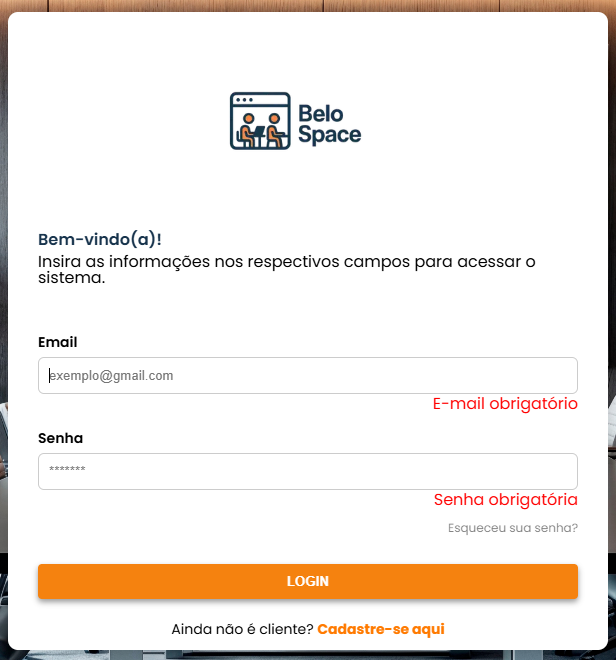 Belo
Space
Bem-vindo(a)!
Insira as informações nos respectivos campos para acessar o
sistema.
Email
exemplo@gmail.com
E-mail obrigatório
Senha
*******
Senha obrigatória
Esqueceu sua senha?
LOGIN
Ainda não é cliente? Cadastre-se aqui